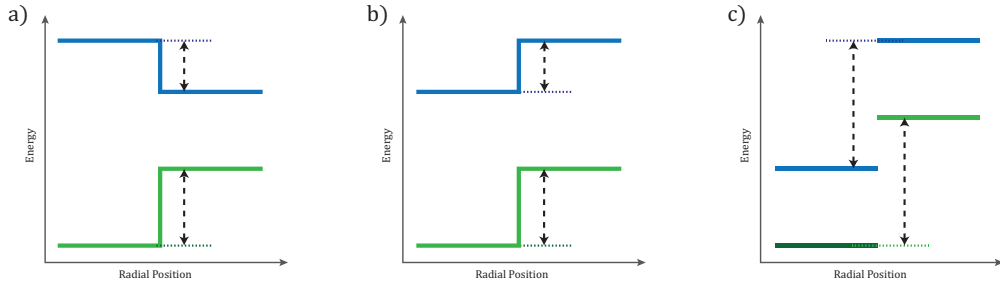 a)
Energy
Radial Position
b)
Energy
Radial Position
c)
Energy
Radial Position